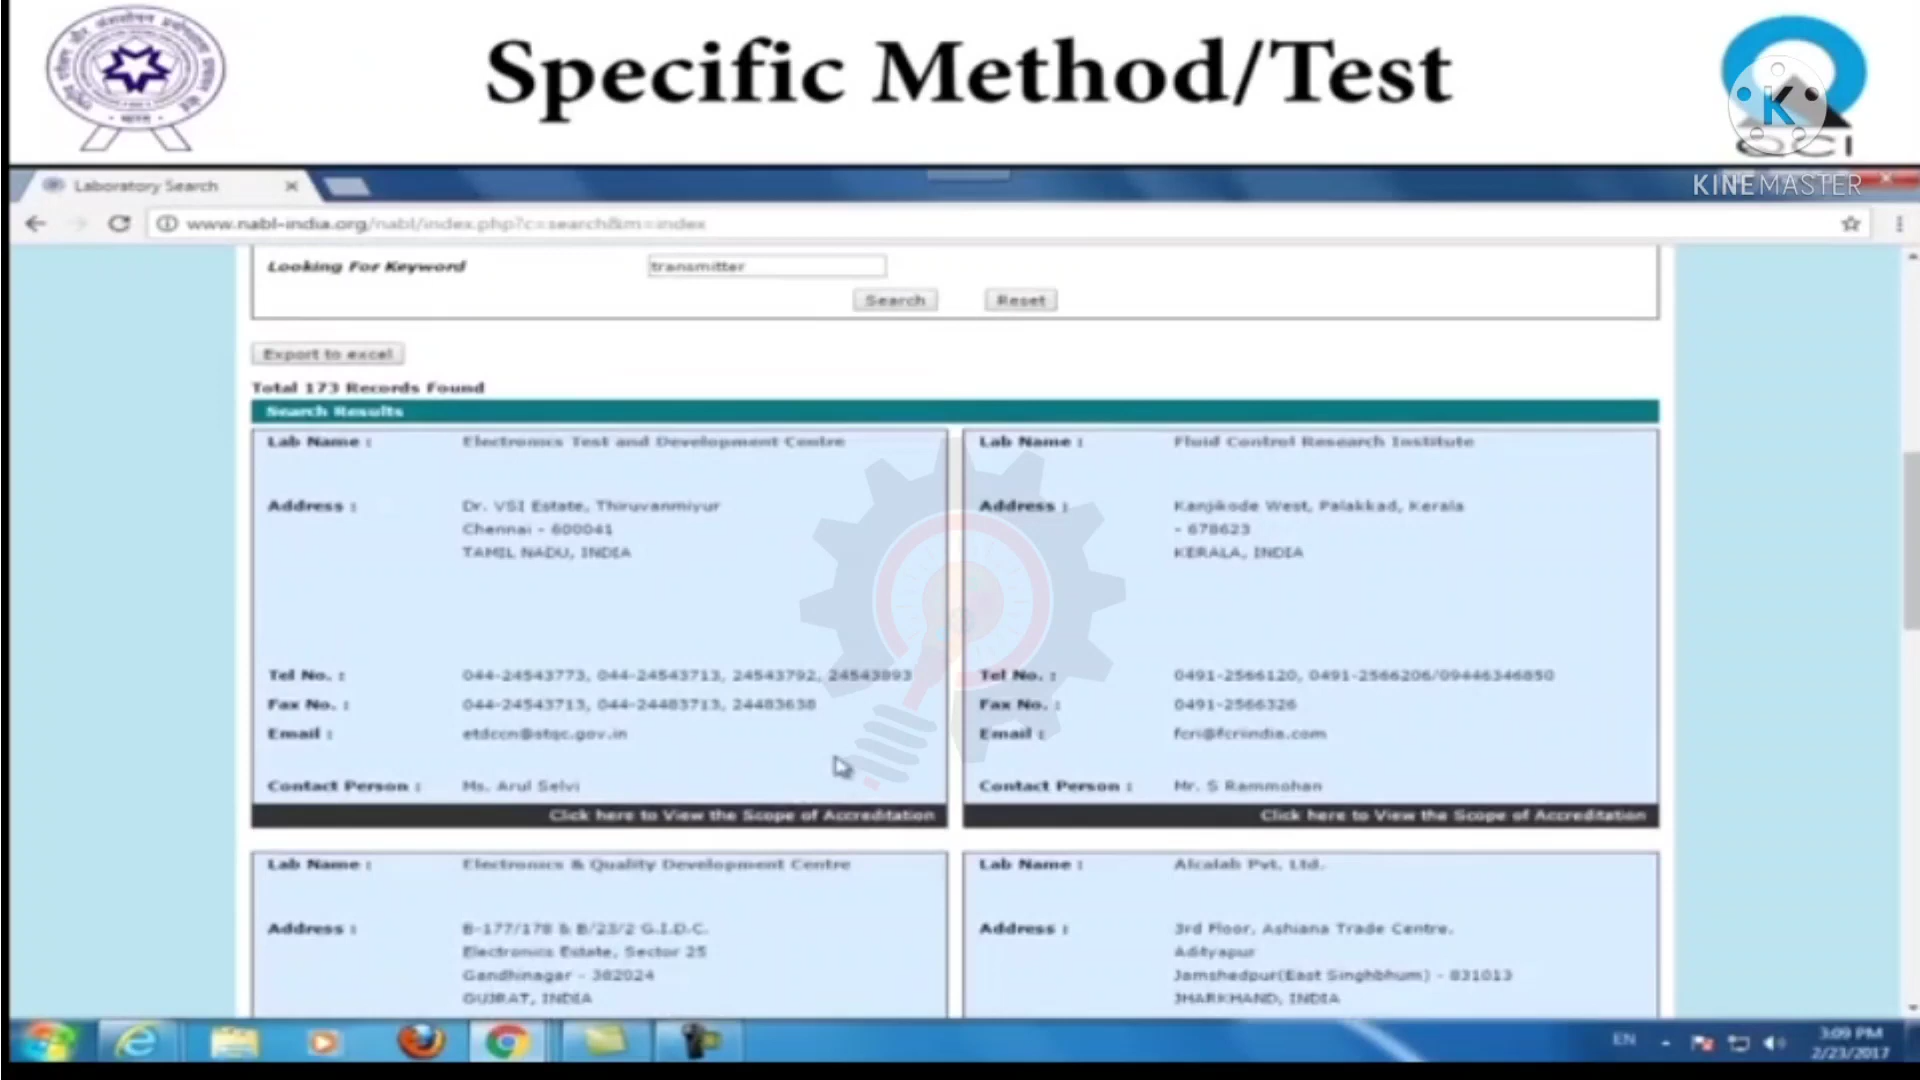 Specific Method/Test
QCI
KINEMASTER
Laboratory Search
www.nabl-india.org/nabl/index.php?c=search&m=index
Looking For Keyword
transmitter
Search
Reset
Export to excel
Total 173 Records Found
Search Results
Lab Name : Electronics Test and Development Centre
Address : Dr. VSI Estate, Thiruvanmiyur
Chennai - 600041
TAMIL NADU, INDIA
Tel No. : 044-24543773, 044-24543713, 24543792, 24543893
Fax No. : 044-24543713, 044-24483713, 24483638
Email : etdccn@stqc.gov.in
Contact Person : Ms. Arul Selvi
Click here to View the Scope of Accreditation
Lab Name : Fluid Control Research Institute
Address : Kanjikode West, Palakkad, Kerala
- 678623
KERALA, INDIA
Tel No. : 0491-2566120, 0491-2566206/09446346850
Fax No. : 0491-2566326
Email : fcri@fcriindia.com
Contact Person : Mr. S Rammohan
Click here to View the Scope of Accreditation
Lab Name : Electronics & Quality Development Centre
Address : B-177/178 & B/23/2 G.I.D.C.
Electronics Estate, Sector 25
Gandhinagar - 382024
GUJRAT, INDIA
Lab Name : Alcalab Pvt. Ltd.
Address : 3rd Floor, Ashiana Trade Centre.
Adityapur
Jamshedpur(East Singhbhum) - 831013
JHARKHAND, INDIA
EN
3:09 PM
2/23/2017